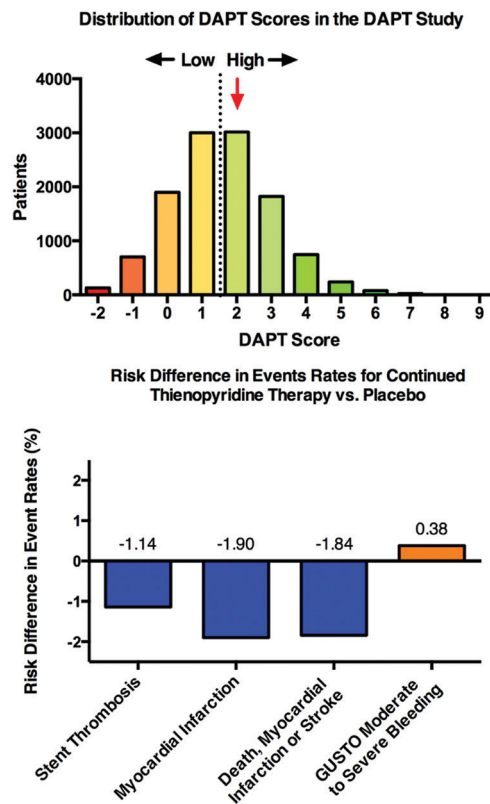 Distribution of DAPT Scores in the DAPT Study
Low High
4000
3000
2000
1000
0
Patients
-2 -1 0 1 2 3 4 5 6 7 8 9
DAPT Score
Risk Difference in Events Rates for Continued
Thienopyridine Therapy vs. Placebo
Risk Difference in Event Rates (%)
2
1
0
-1
-2
-1.14 -1.90 -1.84 0.38
Stent Thrombosis
Myocardial Infarction
Death, Myocardial
Infarction or Stroke
GUSTO Moderate
to Severe Bleeding